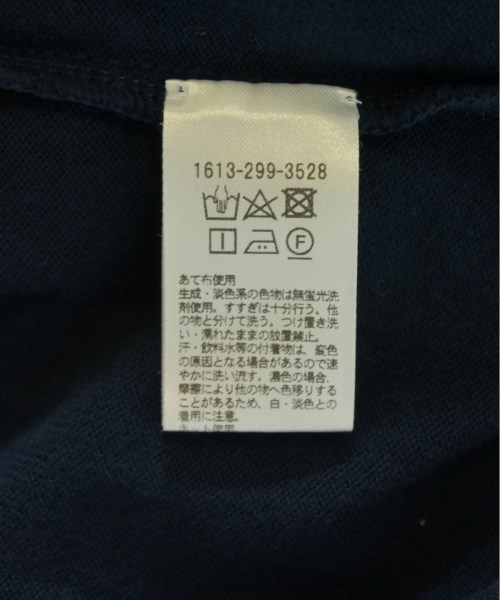 1613-299-3528
F
あて布使用
生成・淡色系の色物は無蛍光洗
剤使用。すすぎは十分行う。他
の物と分けて洗う。つけ置き洗
い・濡れたままの放置禁止。
汗・飲料水等の付着物は、変色
の原因となる場合があるので速
やかに洗い流す。濃色の場合、
摩擦により他の物へ色移りする
ことがあるため、白・淡色との
着用に注意。
ネット使用